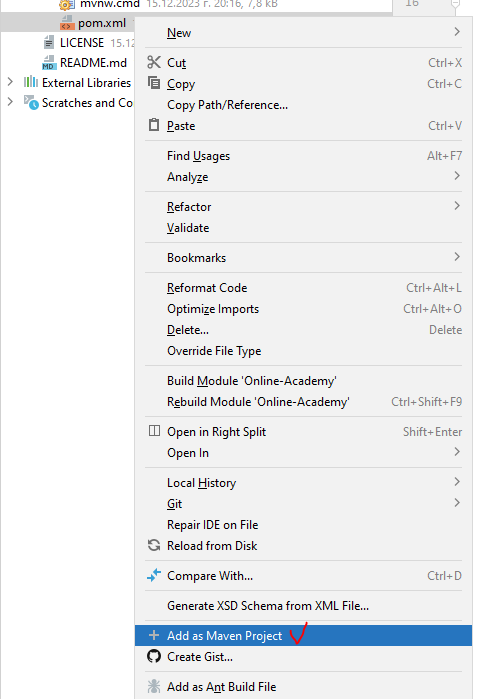 mvnw.cmd 15.12.2023 г. 20:16, 7,8 kB
16
pom.xml
LICENSE 15.12
README.md
External Libraries
Scratches and Co
New
Cut Ctrl+X
Copy Ctrl+C
Copy Path/Reference...
Paste Ctrl+V
Find Usages Alt+F7
Analyze
Refactor
Validate
Bookmarks
Reformat Code Ctrl+Alt+L
Optimize Imports Ctrl+Alt+O
Delete... Delete
Override File Type
Build Module 'Online-Academy'
Rebuild Module 'Online-Academy' Ctrl+Shift+F9
Open in Right Split Shift+Enter
Open In
Local History
Git
Repair IDE on File
Reload from Disk
Compare With... Ctrl+D
Generate XSD Schema from XML File...
Add as Maven Project
Create Gist...
Add as Ant Build File